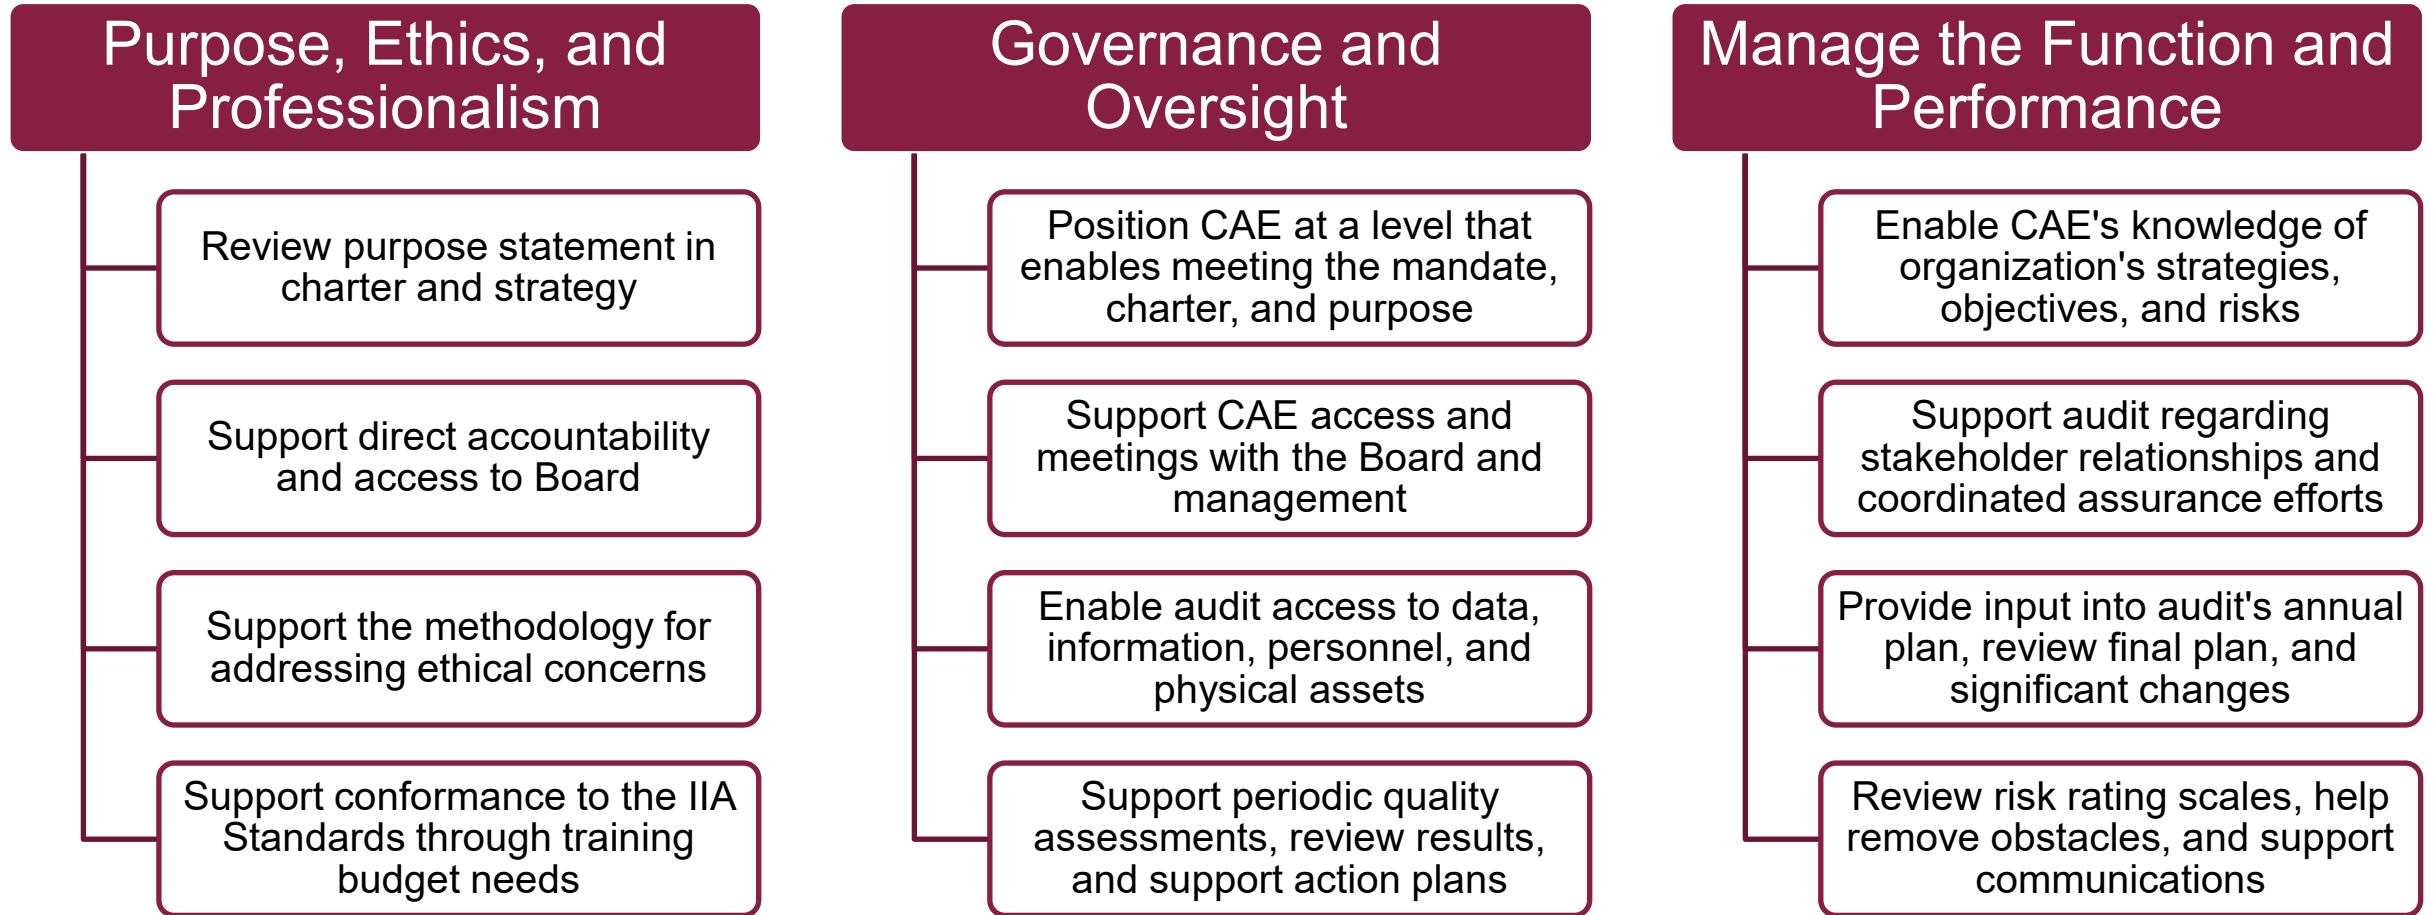 Purpose, Ethics, and
Professionalism
Review purpose statement in
charter and strategy
Support direct accountability
and access to Board
Support the methodology for
addressing ethical concerns
Support conformance to the IIA
Standards through training
budget needs
Governance and
Oversight
Position CAE at a level that
enables meeting the mandate,
charter, and purpose
Support CAE access and
meetings with the Board and
management
Enable audit access to data,
information, personnel, and
physical assets
Support periodic quality
assessments, review results,
and support action plans
Manage the Function and
Performance
Enable CAE's knowledge of
organization's strategies,
objectives, and risks
Support audit regarding
stakeholder relationships and
coordinated assurance efforts
Provide input into audit's annual
plan, review final plan, and
significant changes
Review risk rating scales, help
remove obstacles, and support
communications